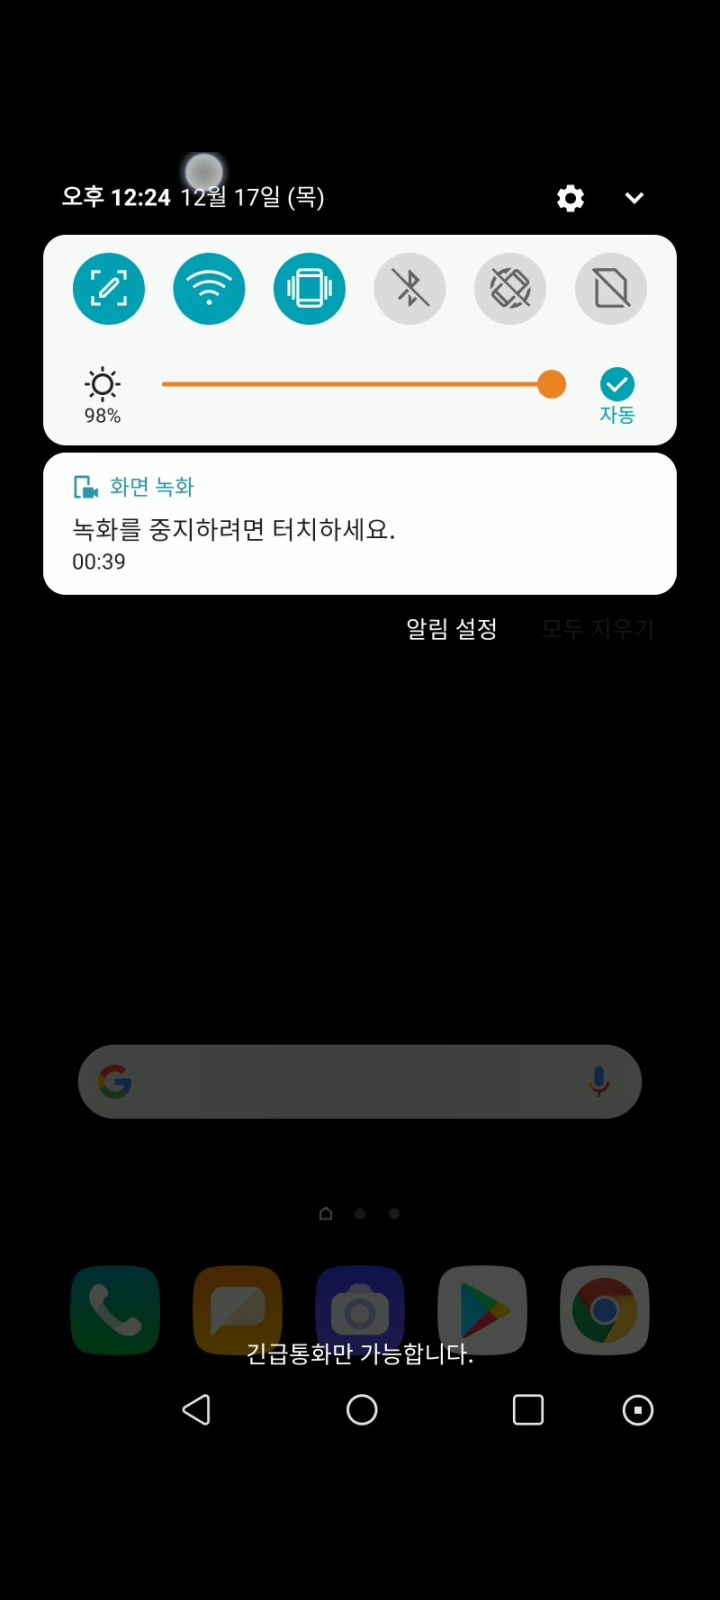 오후 12:24 12월 17일 (목)
98%
자동
화면 녹화
녹화를 중지하려면 터치하세요.
00:39
알림 설정 모두 지우기
긴급통화만 가능합니다.